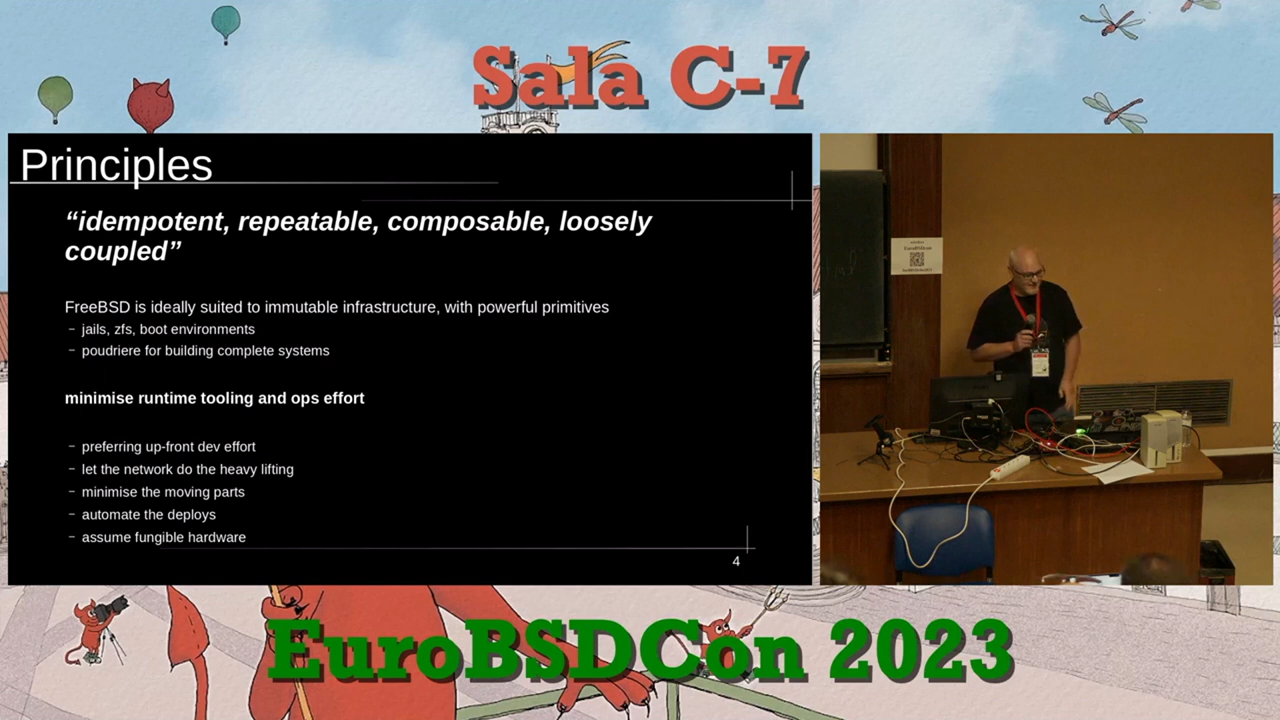 Sala C-7
Principles
“idempotent, repeatable, composable, loosely
coupled”
FreeBSD is ideally suited to immutable infrastructure, with powerful primitives
– jails, zfs, boot environments
– poudriere for building complete systems
minimise runtime tooling and ops effort
– preferring up-front dev effort
– let the network do the heavy lifting
– minimise the moving parts
– automate the deploys
– assume fungible hardware
4
EuroBSDCon 2023